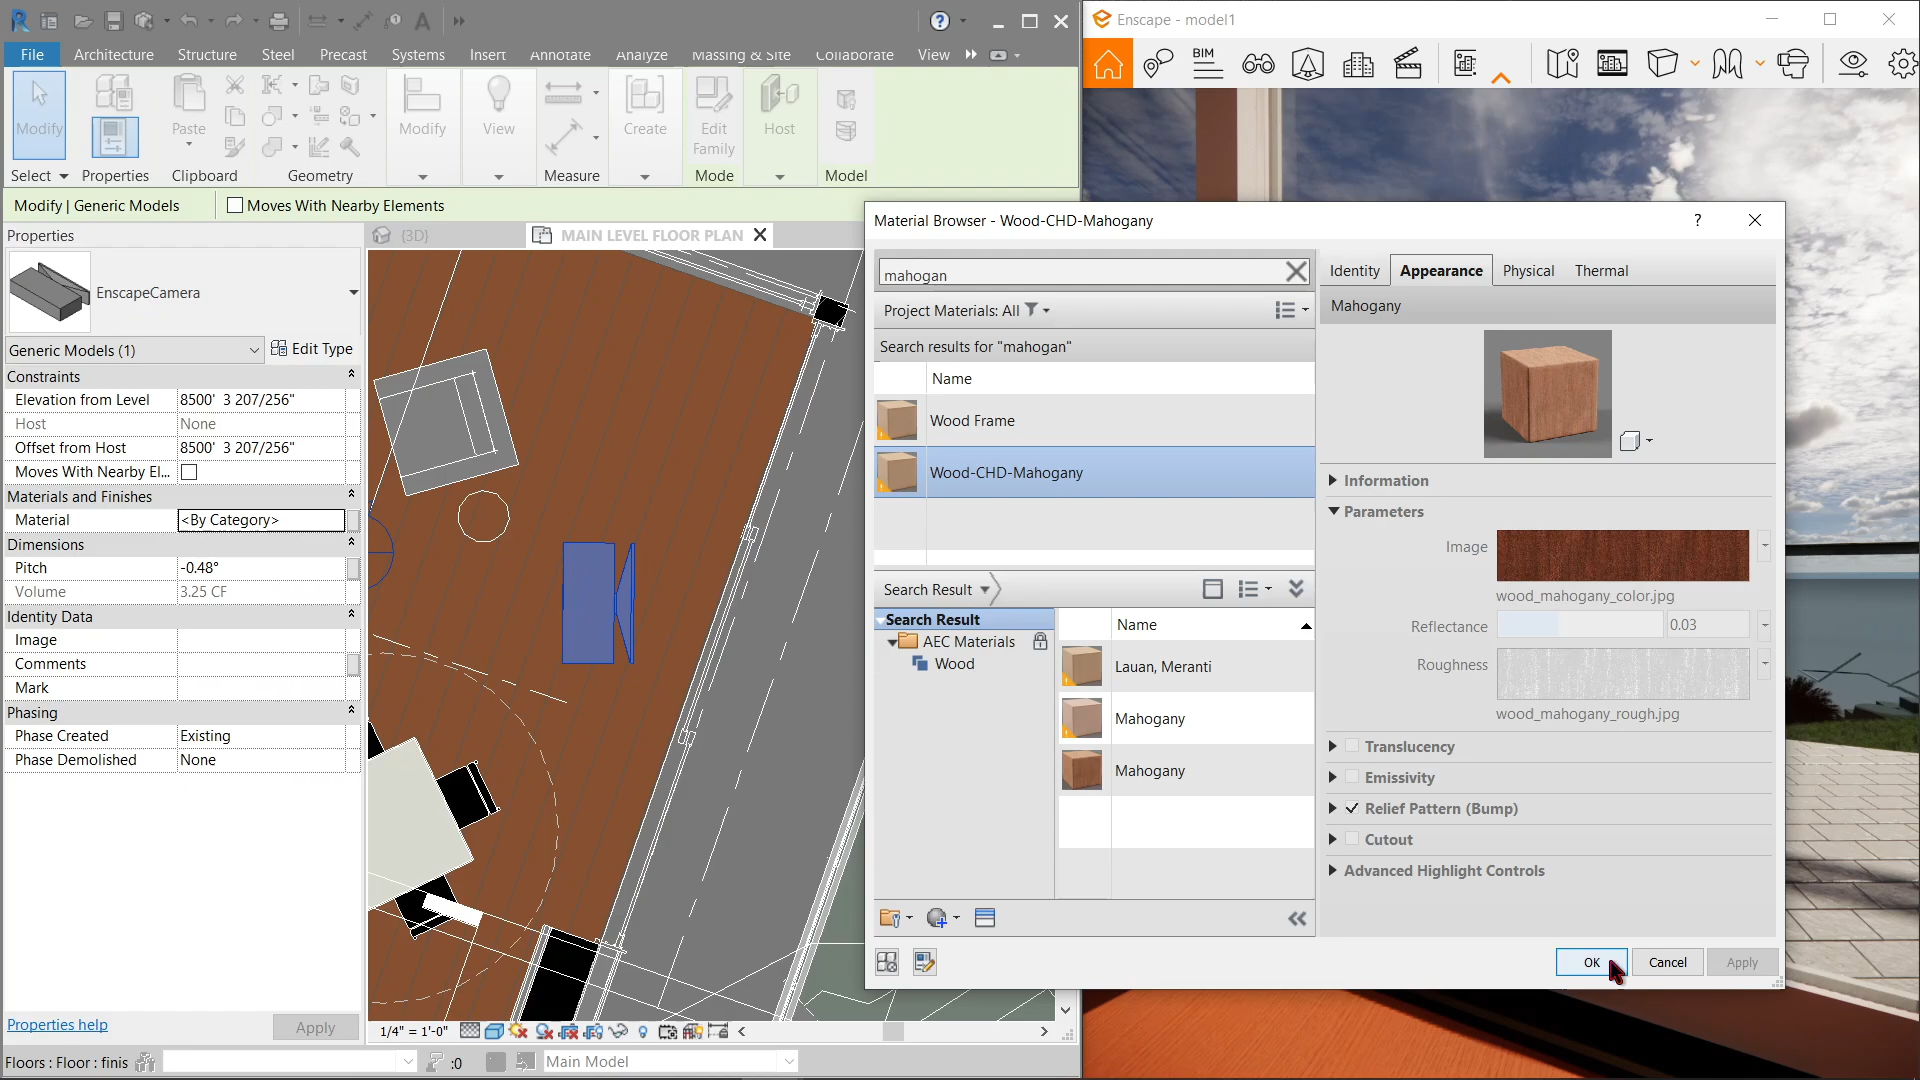 Enscape - model1
File
Architecture
Structure
Steel
Precast
Systems
Insert
Annotate
Analyze
Massing & Site
Collaborate
View
BIM
Modify
Paste
Modify
View
Create
Edit
Family
Host
Select
Properties
Clipboard
Geometry
Measure
Mode
Model
Modify | Generic Models
Moves With Nearby Elements
Properties
{3D}
MAIN LEVEL FLOOR PLAN
EnscapeCamera
Generic Models (1)
Edit Type
Constraints
Elevation from Level 8500' 3 207/256"
Host None
Offset from Host 8500' 3 207/256"
Moves With Nearby El...
Materials and Finishes
Material <By Category>
Dimensions
Pitch -0.48°
Volume 3.25 CF
Identity Data
Image
Comments
Mark
Phasing
Phase Created Existing
Phase Demolished None
Properties help
Apply
1/4" = 1'-0"
Floors : Floor : finis
:0
Main Model
Material Browser - Wood-CHD-Mahogany
?
mahogan
Project Materials: All
Search results for "mahogan"
Name
Wood Frame
Wood-CHD-Mahogany
Search Result
Search Result
AEC Materials
Wood
Name
Lauan, Meranti
Mahogany
Mahogany
Identity
Appearance
Physical
Thermal
Mahogany
Information
Parameters
Image
wood_mahogany_color.jpg
Reflectance 0.03
Roughness
wood_mahogany_rough.jpg
Translucency
Emissivity
Relief Pattern (Bump)
Cutout
Advanced Highlight Controls
OK
Cancel
Apply